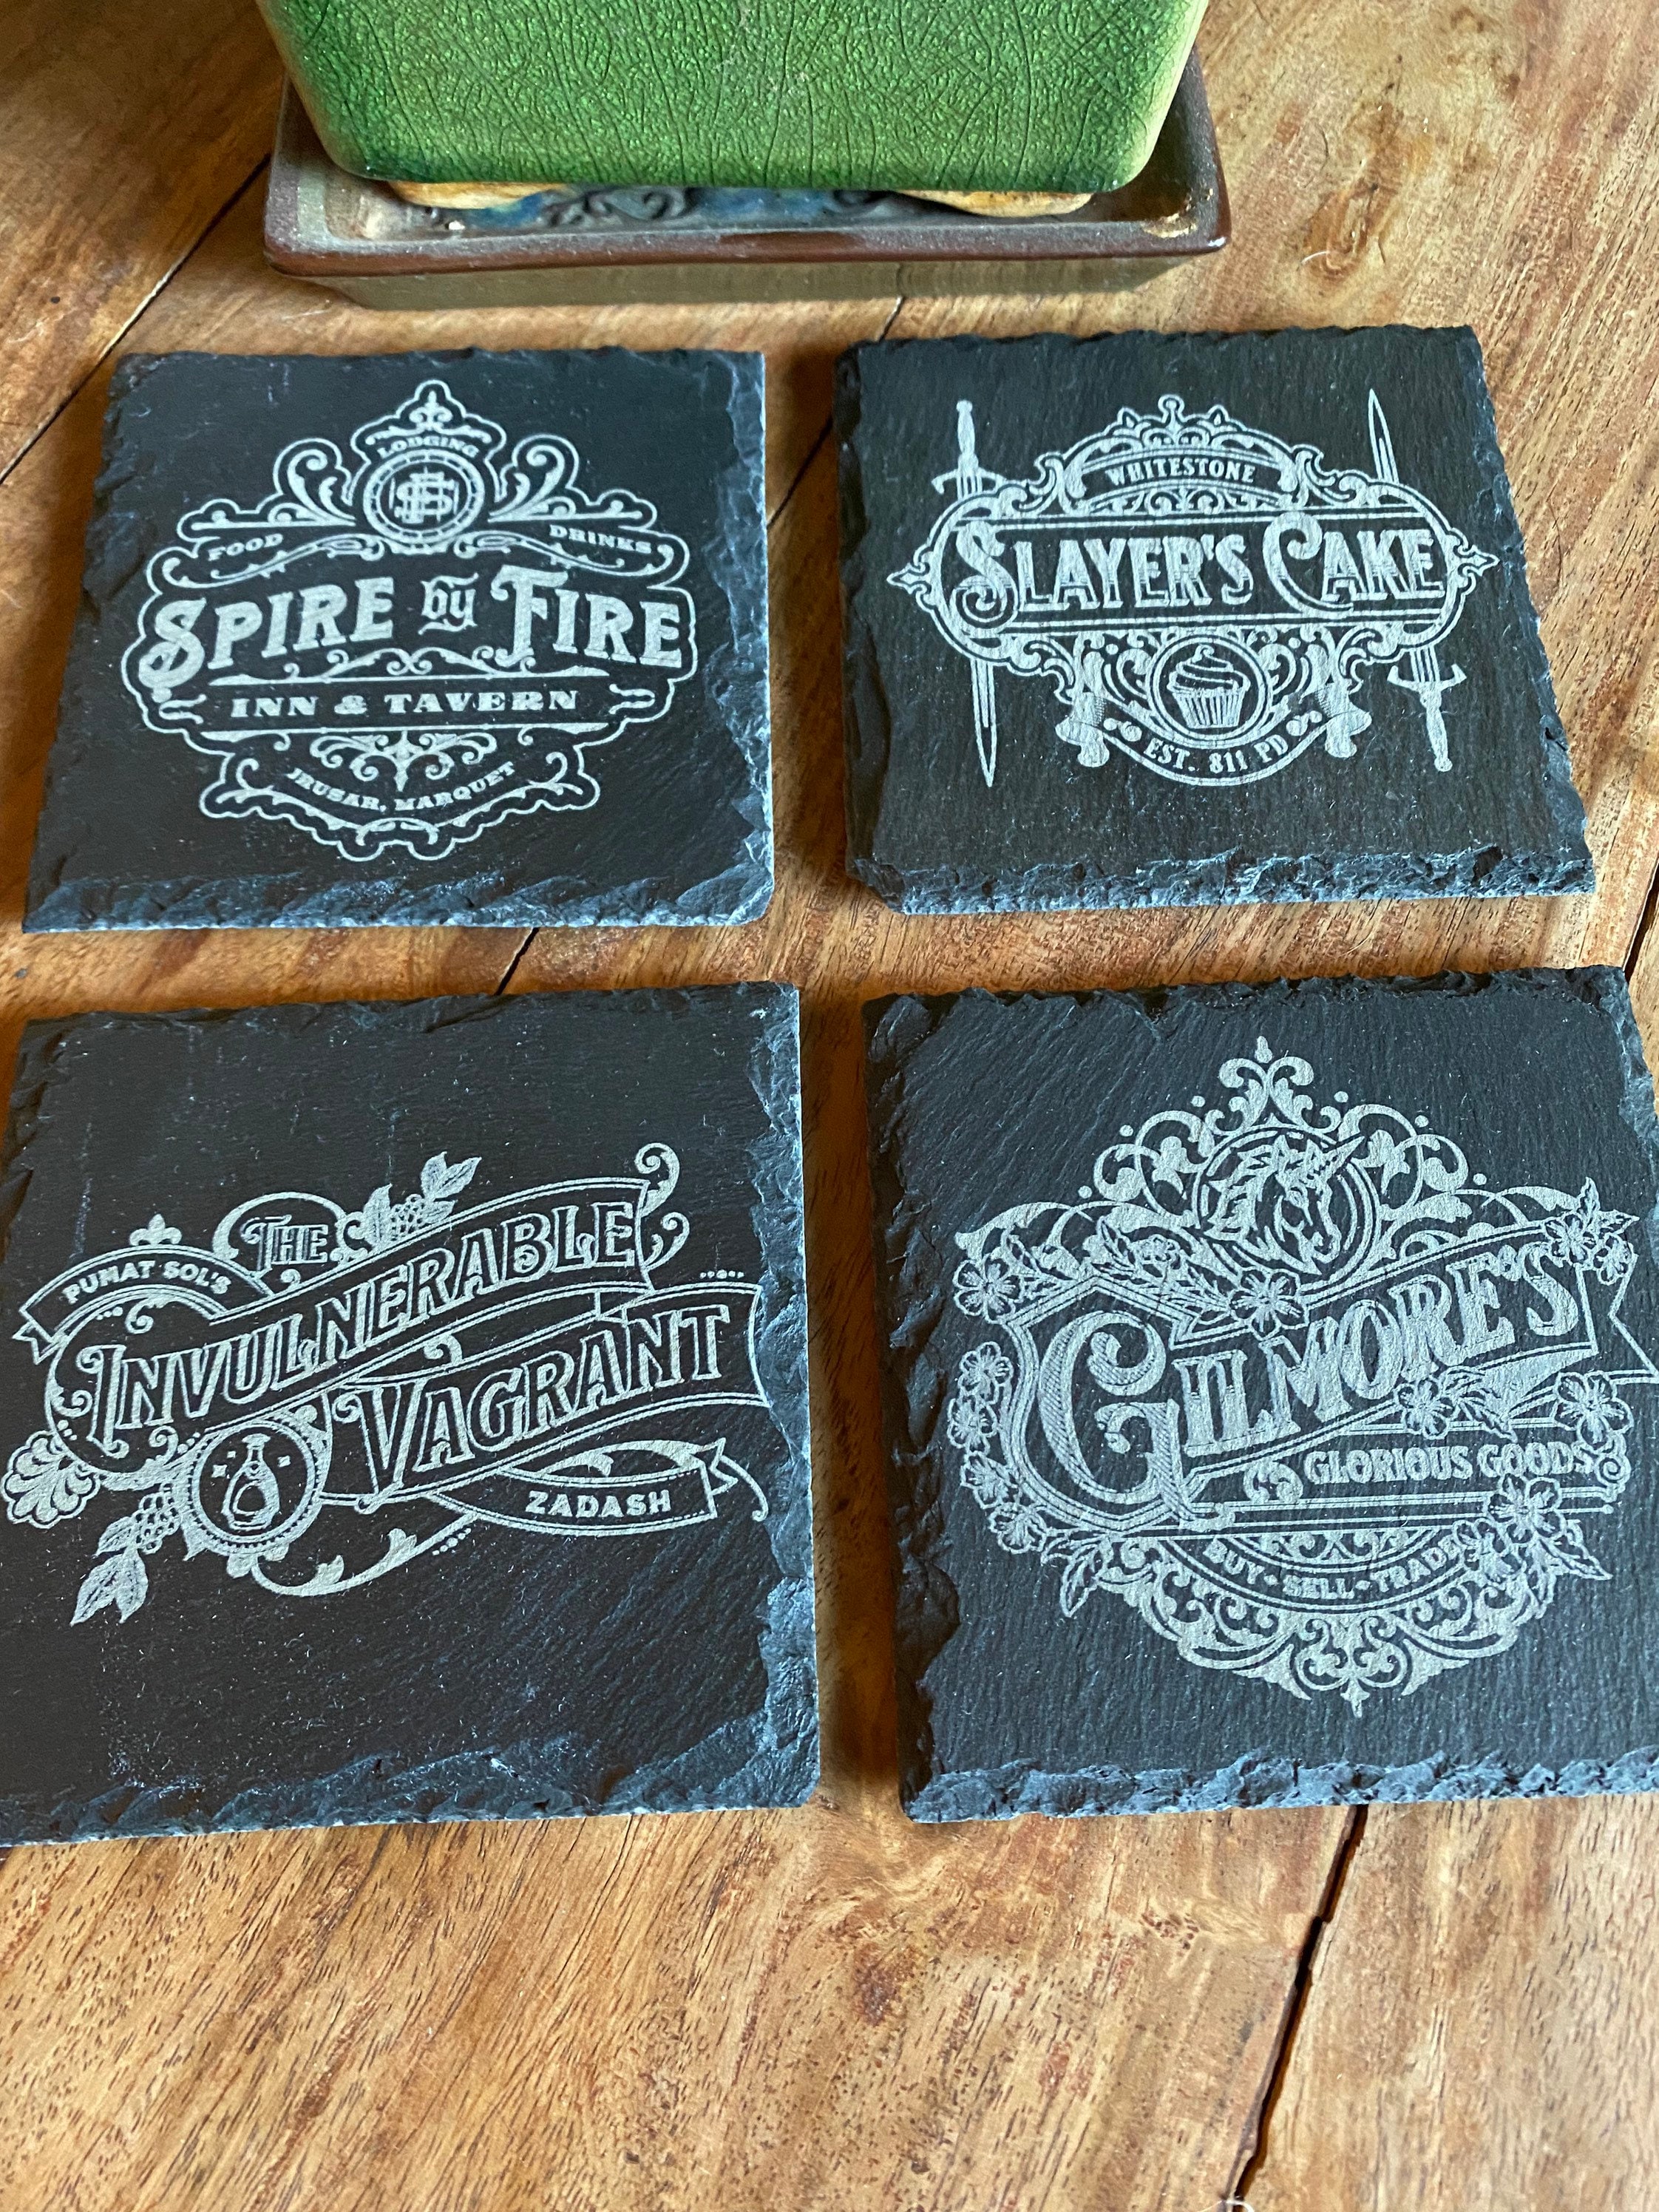 LODGING
FOOD
DRINKS
SPIRE by FIRE
INN & TAVERN
JRUSAR, MARQUET
WHITESTONE
SLAYER'S CAKE
EST. 811 PD
PUMAT SOL'S
THE
INVULNERABLE
VAGRANT
ZADASH
GILMORE'S
GLORIOUS GOODS
BUY • SELL • TRADE